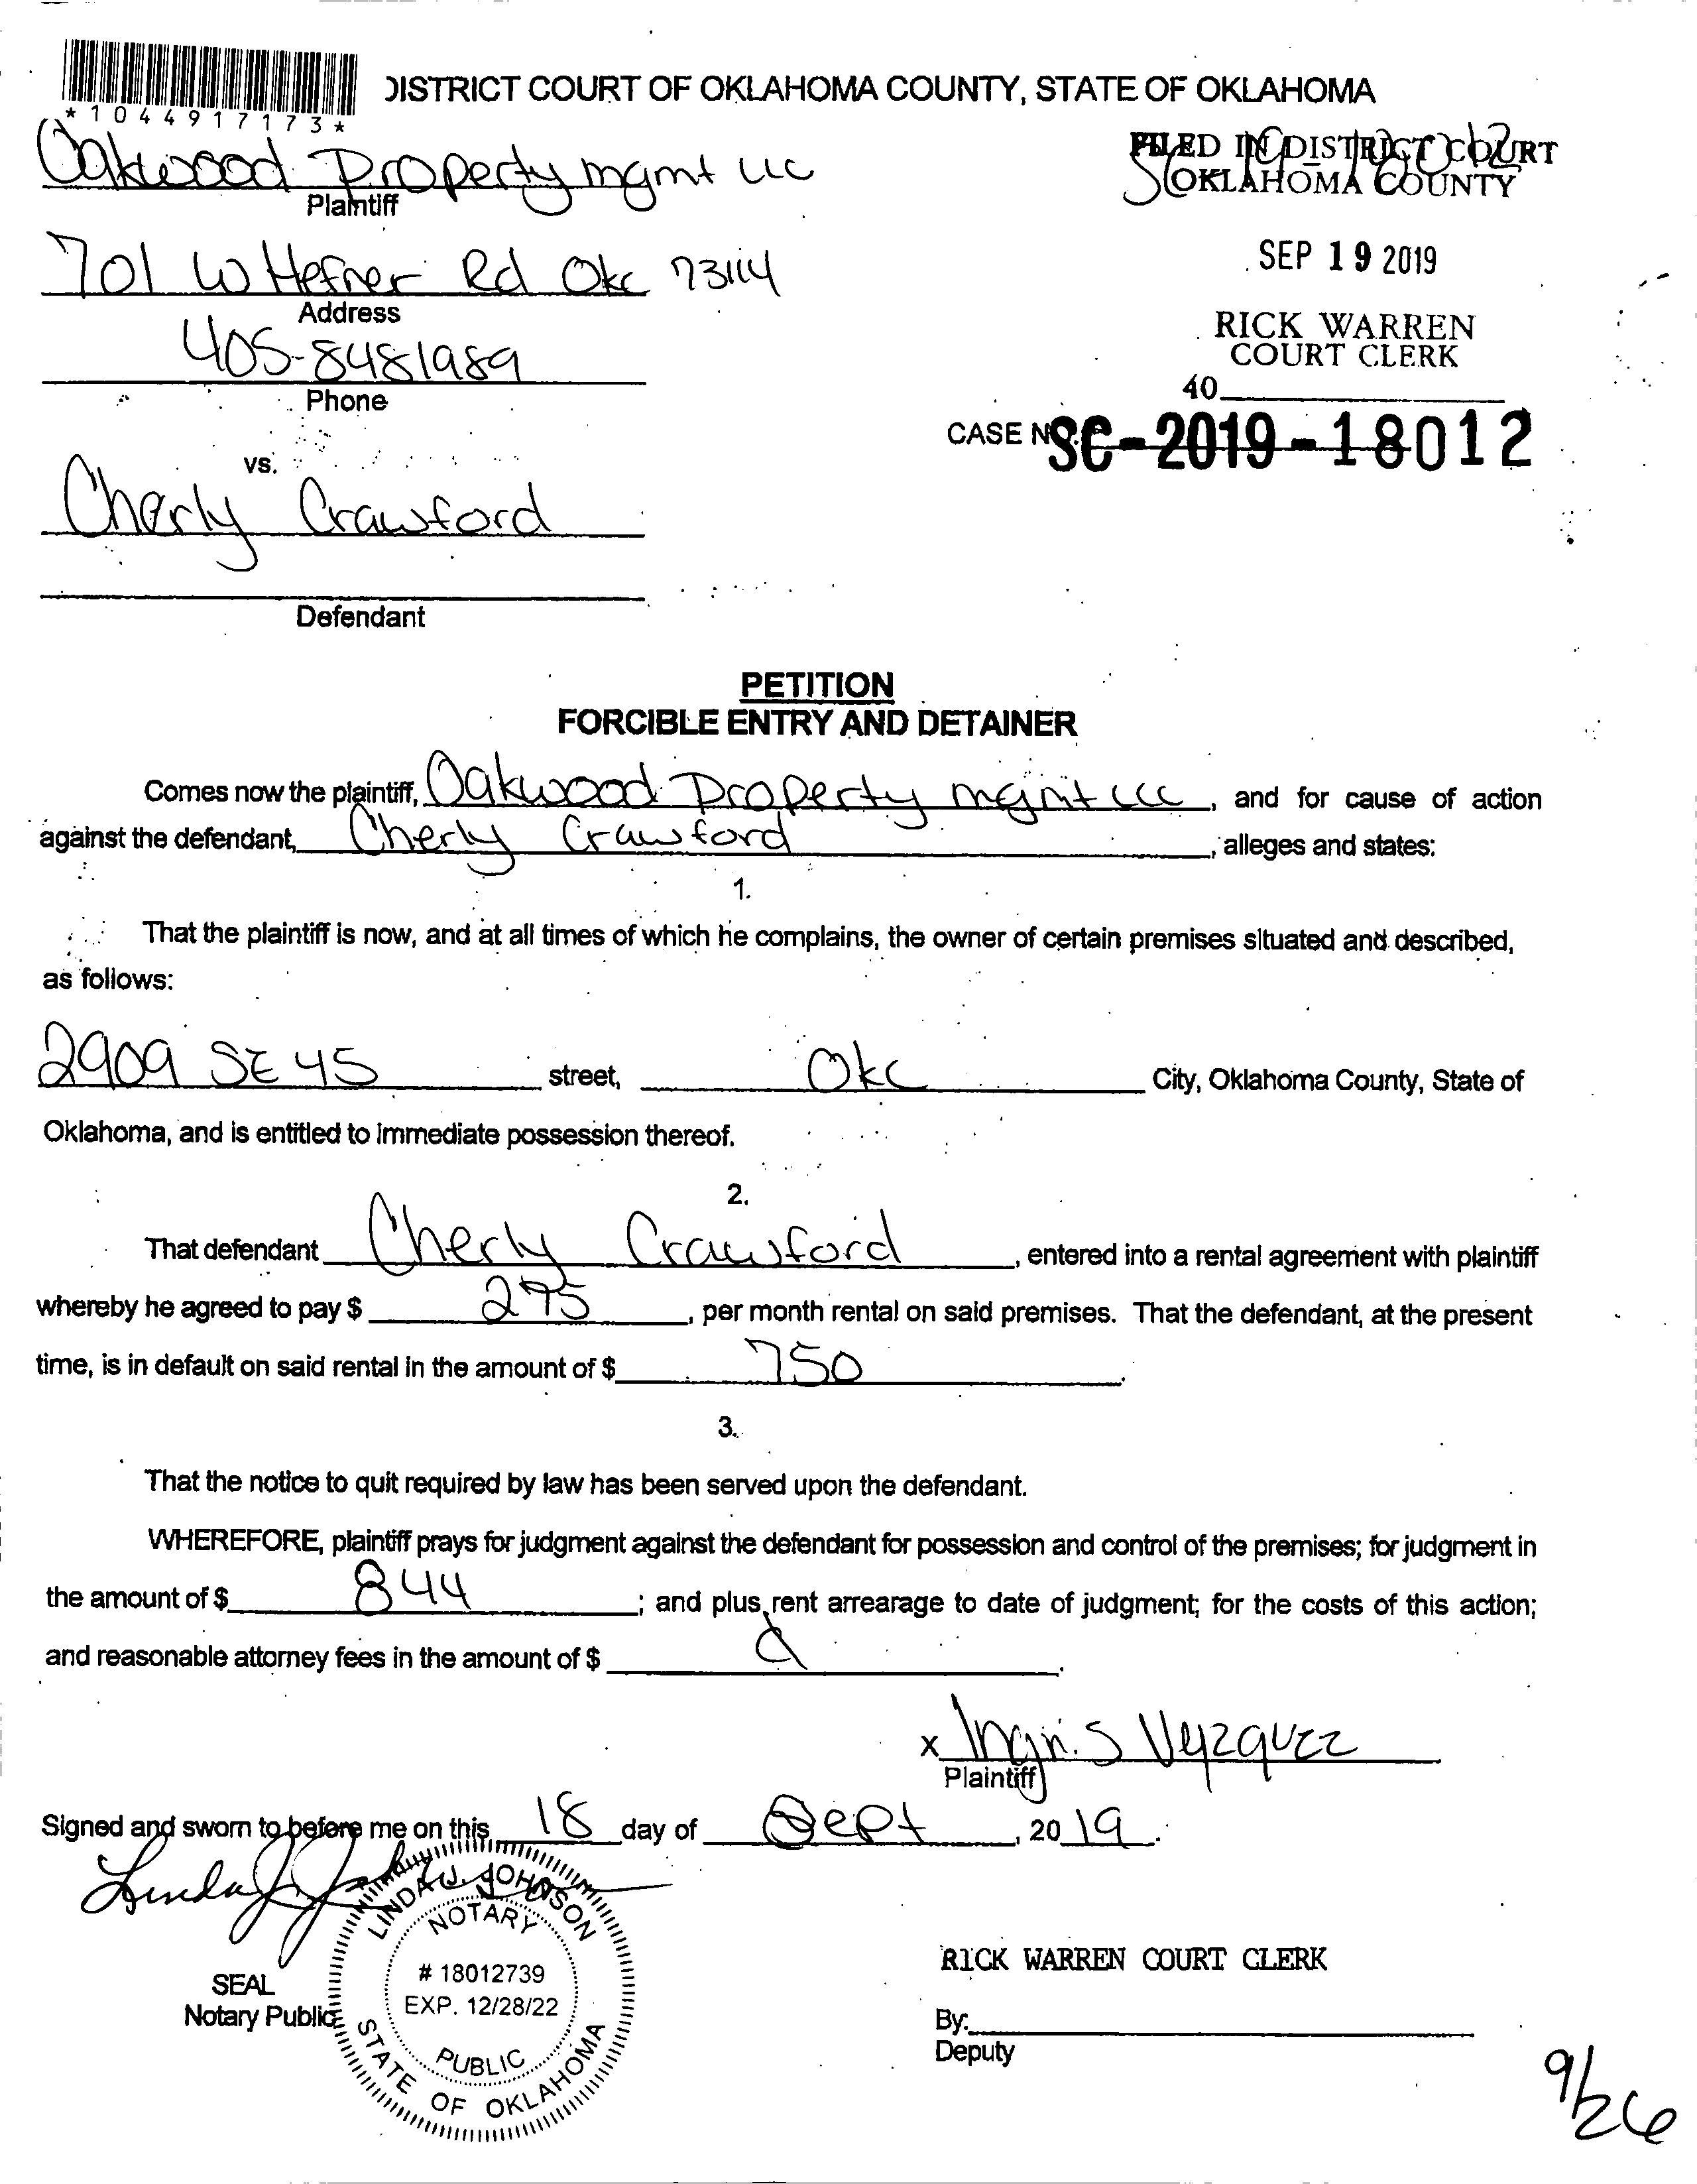 *1044917173*
DISTRICT COURT OF OKLAHOMA COUNTY, STATE OF OKLAHOMA
Oakwood Property mgmt LLC
Plaintiff
FILED IN DISTRICT COURT
OKLAHOMA COUNTY
SC 19-18012
701 W Hefner Rd Okc 73114
Address
SEP 19 2019
405-8481989
Phone
RICK WARREN
COURT CLERK
40
CASE NO. SC-2019-18012
vs.
Cherly Crawford
Defendant
PETITION
FORCIBLE ENTRY AND DETAINER
Comes now the plaintiff, Oakwood Property mgmt LLC, and for cause of action
against the defendant, Cherly Crawford, alleges and states:
1.
That the plaintiff is now, and at all times of which he complains, the owner of certain premises situated and described,
as follows:
2909 SE 45 street, Okc City, Oklahoma County, State of
Oklahoma, and is entitled to immediate possession thereof.
2.
That defendant Cherly Crawford, entered into a rental agreement with plaintiff
whereby he agreed to pay $ 295, per month rental on said premises. That the defendant, at the present
time, is in default on said rental in the amount of $ 750.
3.
That the notice to quit required by law has been served upon the defendant.
WHEREFORE, plaintiff prays for judgment against the defendant for possession and control of the premises; for judgment in
the amount of $ 844; and plus rent arrearage to date of judgment; for the costs of this action;
and reasonable attorney fees in the amount of $
x
Plaintiff
Signed and sworn to before me on this 18 day of Sept, 2019.
Linda J. Johnson
LINDA J. JOHNSON
NOTARY
# 18012739
EXP. 12/28/22
PUBLIC
STATE OF OKLAHOMA
SEAL
Notary Public
RICK WARREN COURT CLERK
By:
Deputy
9/26